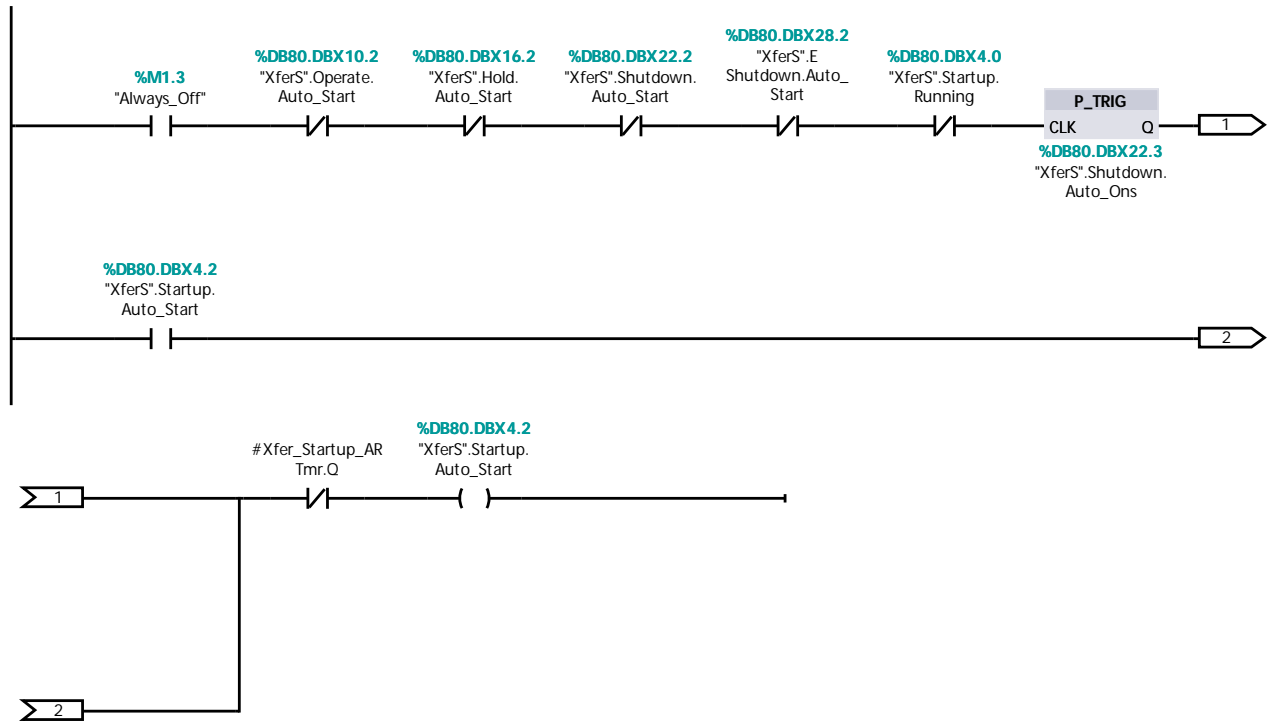 %M1.3
"Always_Off"
%DB80.DBX10.2
"XferS".Operate.
Auto_Start
%DB80.DBX16.2
"XferS".Hold.
Auto_Start
%DB80.DBX22.2
"XferS".Shutdown.
Auto_Start
%DB80.DBX28.2
"XferS".E
Shutdown.Auto_
Start
%DB80.DBX4.0
"XferS".Startup.
Running
P_TRIG
CLK Q
%DB80.DBX22.3
"XferS".Shutdown.
Auto_Ons
1
%DB80.DBX4.2
"XferS".Startup.
Auto_Start
2
1
#Xfer_Startup_AR
Tmr.Q
%DB80.DBX4.2
"XferS".Startup.
Auto_Start
2